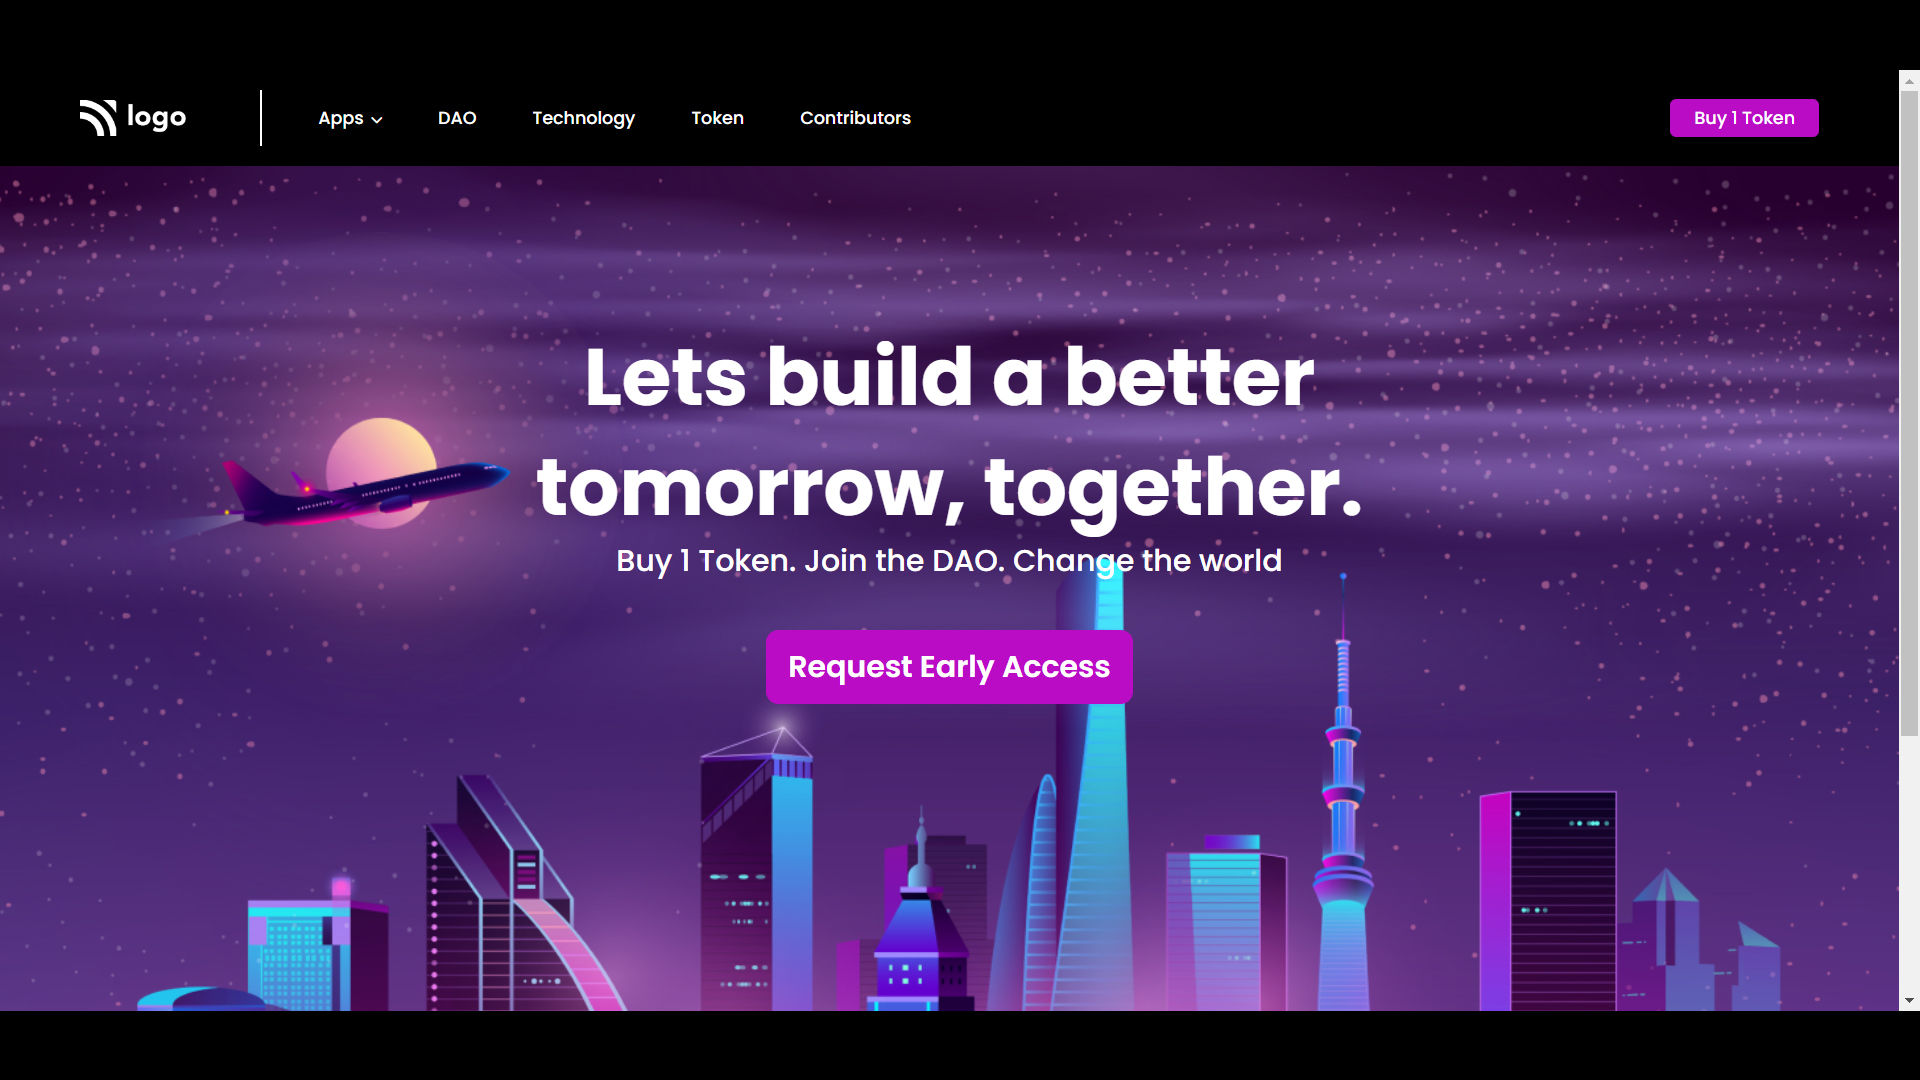 logo
Apps
DAO
Technology
Token
Contributors
Buy 1 Token
Lets build a better
tomorrow, together.
Buy 1 Token. Join the DAO. Change the world
Request Early Access